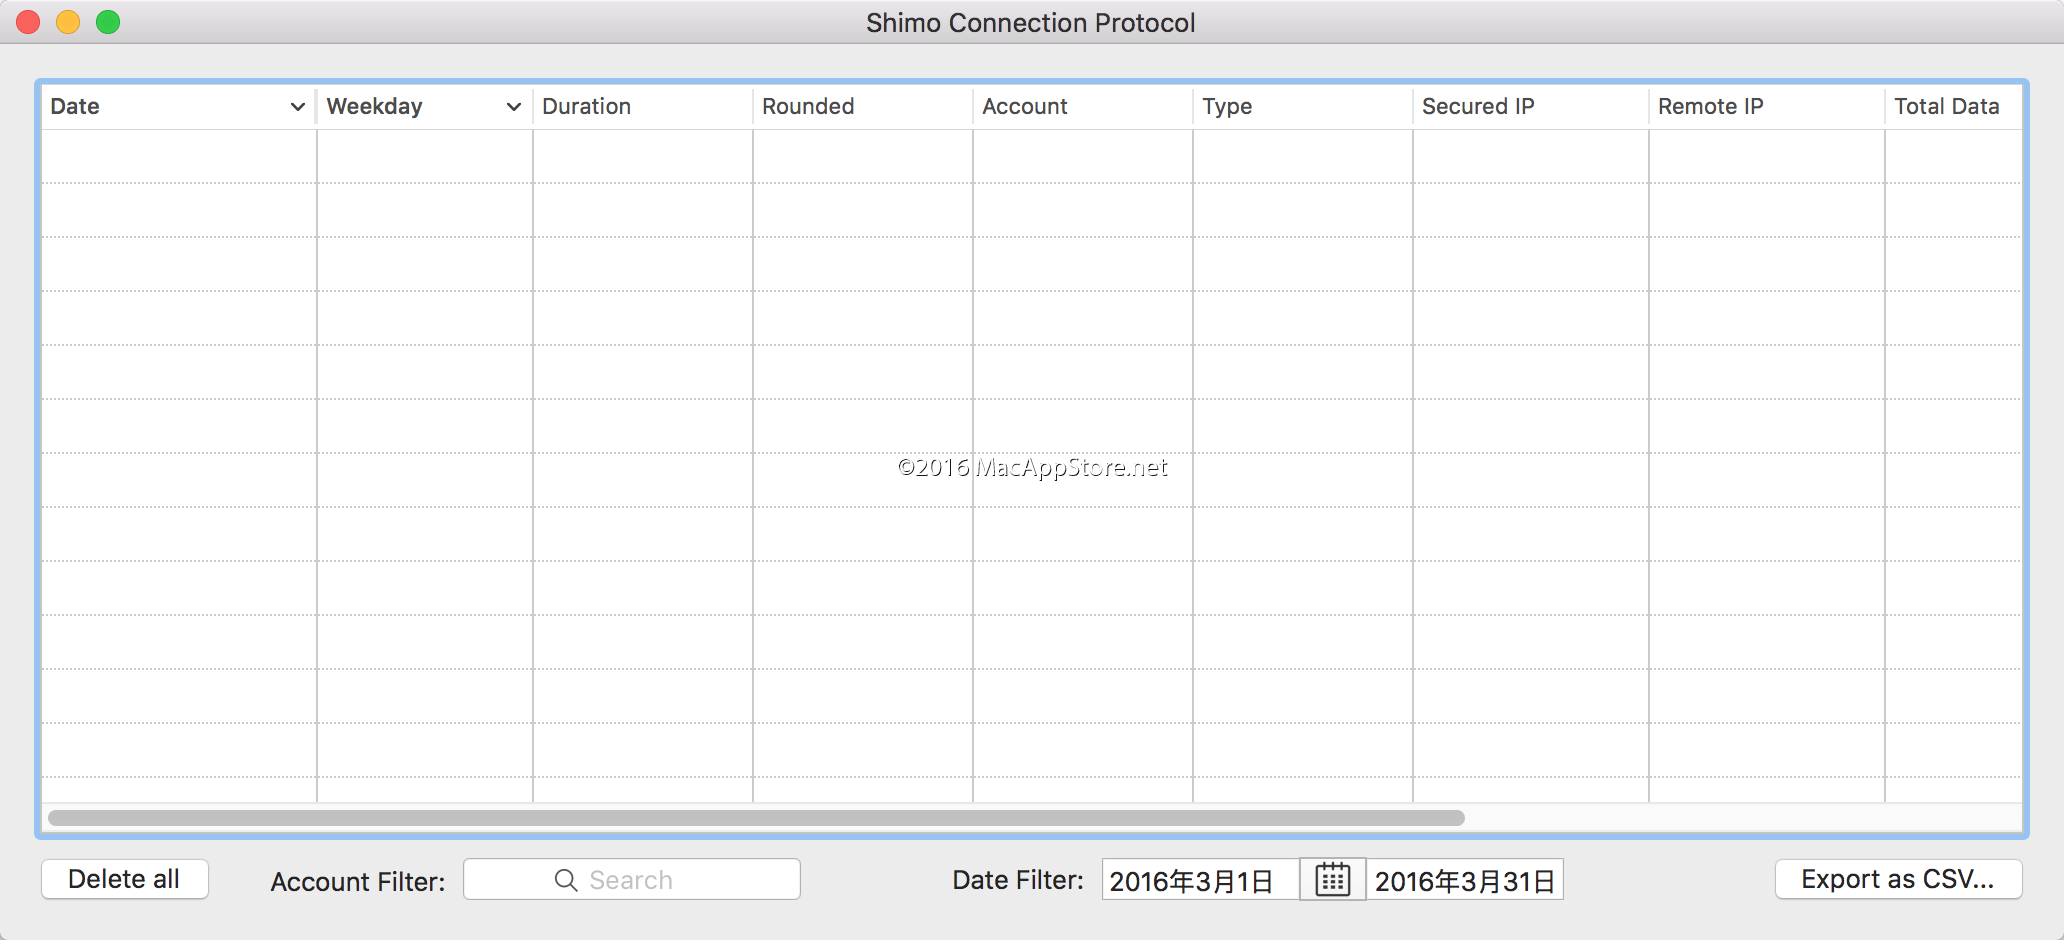 Shimo Connection Protocol
Date Weekday Duration Rounded Account Type Secured IP Remote IP Total Data
©2016 MacAppStore.net
Delete all Account Filter: Search Date Filter: 2016年3月1日 2016年3月31日 Export as CSV...